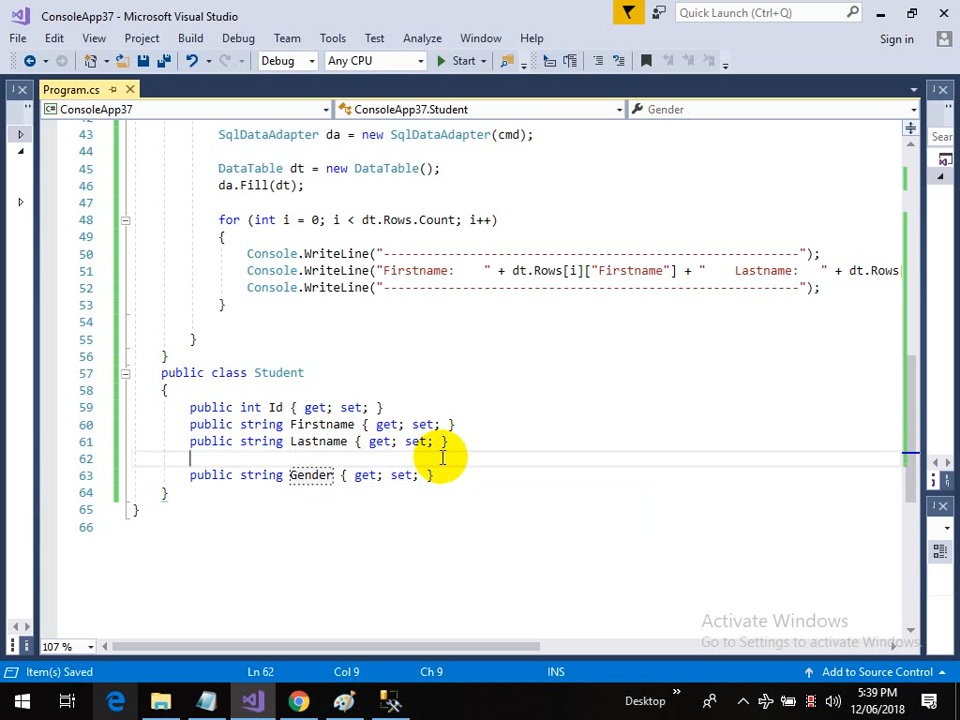 ConsoleApp37 - Microsoft Visual Studio
Quick Launch (Ctrl+Q)
File Edit View Project Build Debug Team Tools Test Analyze Window Help
Sign in
Debug Any CPU Start
Program.cs
ConsoleApp37 ConsoleApp37.Student Gender
Sear
43 SqlDataAdapter da = new SqlDataAdapter(cmd);
44
45 DataTable dt = new DataTable();
46 da.Fill(dt);
47
48 for (int i = 0; i < dt.Rows.Count; i++)
49 {
50 Console.WriteLine("-----------------------------------------------------------");
51 Console.WriteLine("Firstname: " + dt.Rows[i]["Firstname"] + " Lastname: " + dt.Rows[
52 Console.WriteLine("-----------------------------------------------------------");
53 }
54
55 }
56 }
57 public class Student
58 {
59 public int Id { get; set; }
60 public string Firstname { get; set; }
61 public string Lastname { get; set; }
62
63 public string Gender { get; set; }
64 }
65 }
66
Activate Windows
Go to Settings to activate Windows.
107 %
Item(s) Saved Ln 62 Col 9 Ch 9 INS Add to Source Control
Desktop
5:39 PM
12/06/2018